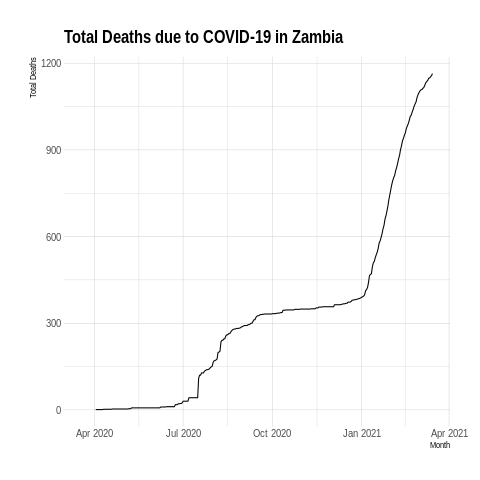 Total Deaths due to COVID-19 in Zambia
Total Deaths
1200
900
600
300
0
Apr 2020 Jul 2020 Oct 2020 Jan 2021 Apr 2021
Month